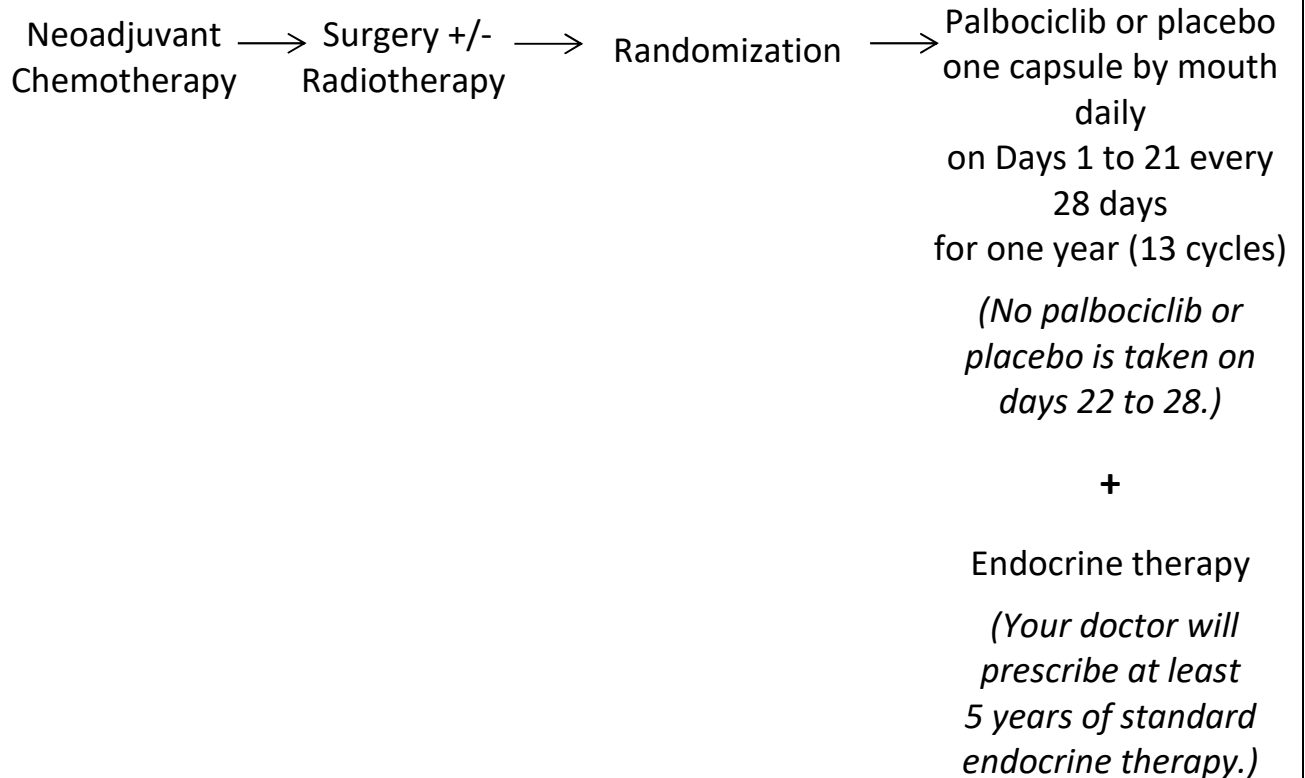 Neoadjuvant
Chemotherapy
Surgery +/-
Radiotherapy
Randomization
Palbociclib or placebo
one capsule by mouth
daily
on Days 1 to 21 every
28 days
for one year (13 cycles)
(No palbociclib or
placebo is taken on
days 22 to 28.)
+
Endocrine therapy
(Your doctor will
prescribe at least
5 years of standard
endocrine therapy.)